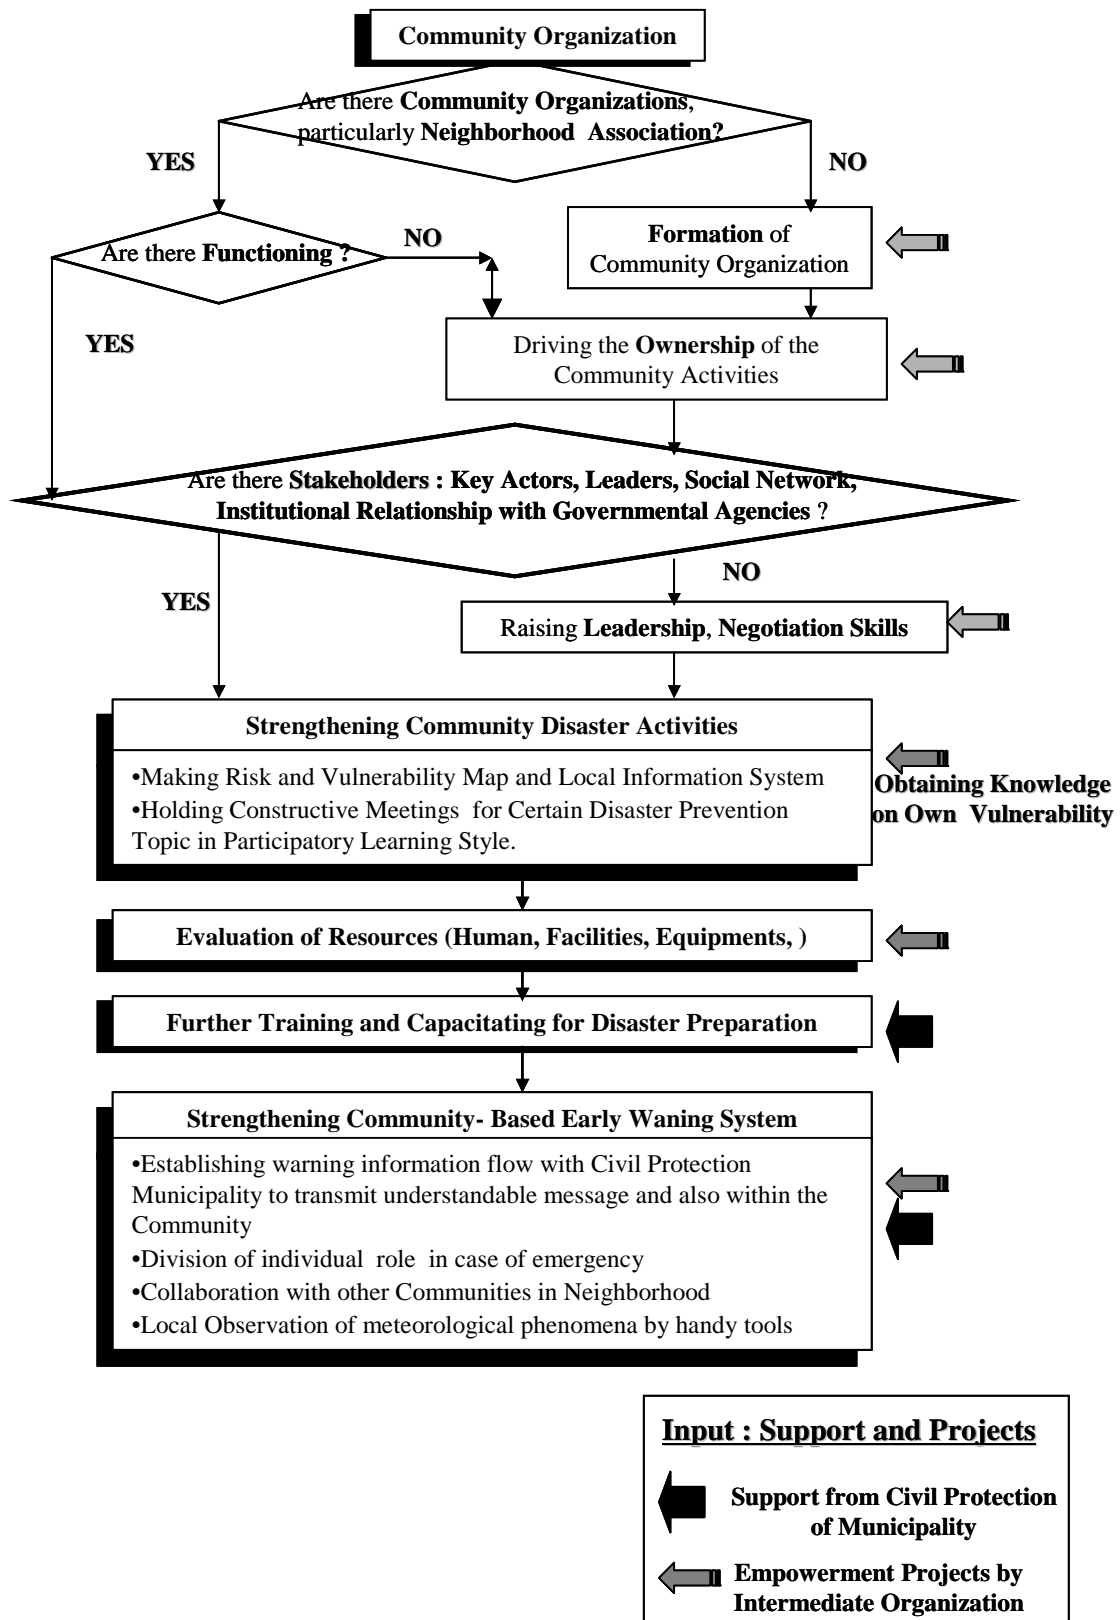 Community Organization
Are there Community Organizations,
particularly Neighborhood Association?
YES
NO
Are there Functioning ?
NO
Formation of
Community Organization
YES
Driving the Ownership of the
Community Activities
Are there Stakeholders : Key Actors, Leaders, Social Network,
Institutional Relationship with Governmental Agencies ?
NO
YES
Raising Leadership, Negotiation Skills
Strengthening Community Disaster Activities
•Making Risk and Vulnerability Map and Local Information System
•Holding Constructive Meetings for Certain Disaster Prevention
Topic in Participatory Learning Style.
Obtaining Knowledge
on Own Vulnerability
Evaluation of Resources (Human, Facilities, Equipments, )
Further Training and Capacitating for Disaster Preparation
Strengthening Community- Based Early Waning System
•Establishing warning information flow with Civil Protection
Municipality to transmit understandable message and also within the
Community
•Division of individual role in case of emergency
•Collaboration with other Communities in Neighborhood
•Local Observation of meteorological phenomena by handy tools
Input : Support and Projects
Support from Civil Protection
of Municipality
Empowerment Projects by
Intermediate Organization